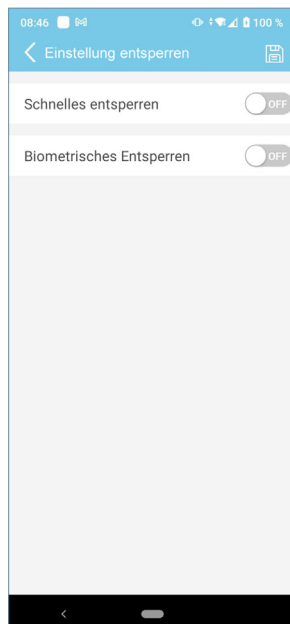 08:46 100 %
Einstellung entsperren
Schnelles entsperren OFF
Biometrisches Entsperren OFF